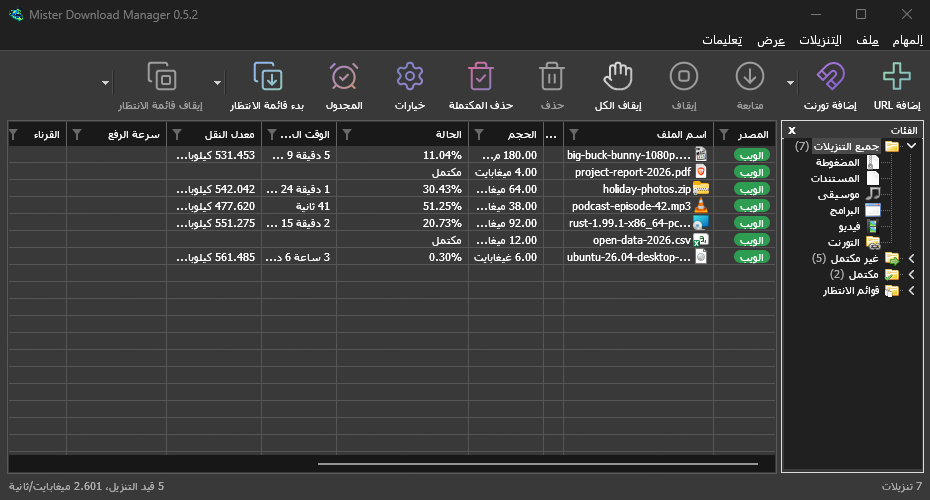 Mister Download Manager 0.5.2
المهام ملف التنزيلات عرض تعليمات
إضافة URL إضافة تورنت متابعة إيقاف إيقاف الكل حذف حذف المكتملة خيارات المجدول بدء قائمة الانتظار إيقاف قائمة الانتظار
الفئات x
جميع التنزيلات (7)
المضغوطة
المستندات
موسيقى
البرامج
فيديو
التورنت
غير مكتمل (5)
مكتمل (2)
قوائم الانتظار
المصدر اسم الملف ... الحجم الحالة الوقت ال... معدل النقل سرعة الرفع القرناء
الويب big-buck-bunny-1080p.... 180.00 م... 11.04% 5 دقيقة 9 ... 531.453 كيلوبا...
الويب project-report-2026.pdf 4.00 ميغابايت مكتمل
الويب holiday-photos.zip 64.00 ميغا... 30.43% 1 دقيقة 24 ... 542.042 كيلوبا...
الويب podcast-episode-42.mp3 38.00 ميغا... 51.25% 41 ثانية 477.620 كيلوبا...
الويب rust-1.99.1-x86_64-pc-... 92.00 ميغا... 20.73% 2 دقيقة 15 ... 551.275 كيلوبا...
الويب open-data-2026.csv 12.00 ميغا... مكتمل
الويب ubuntu-26.04-desktop-... 6.00 غيغابايت 0.30% 3 ساعة 6 د... 561.485 كيلوبا...
7 تنزيلات
5 قيد التنزيل، 2.601 ميغابايت/ثانية